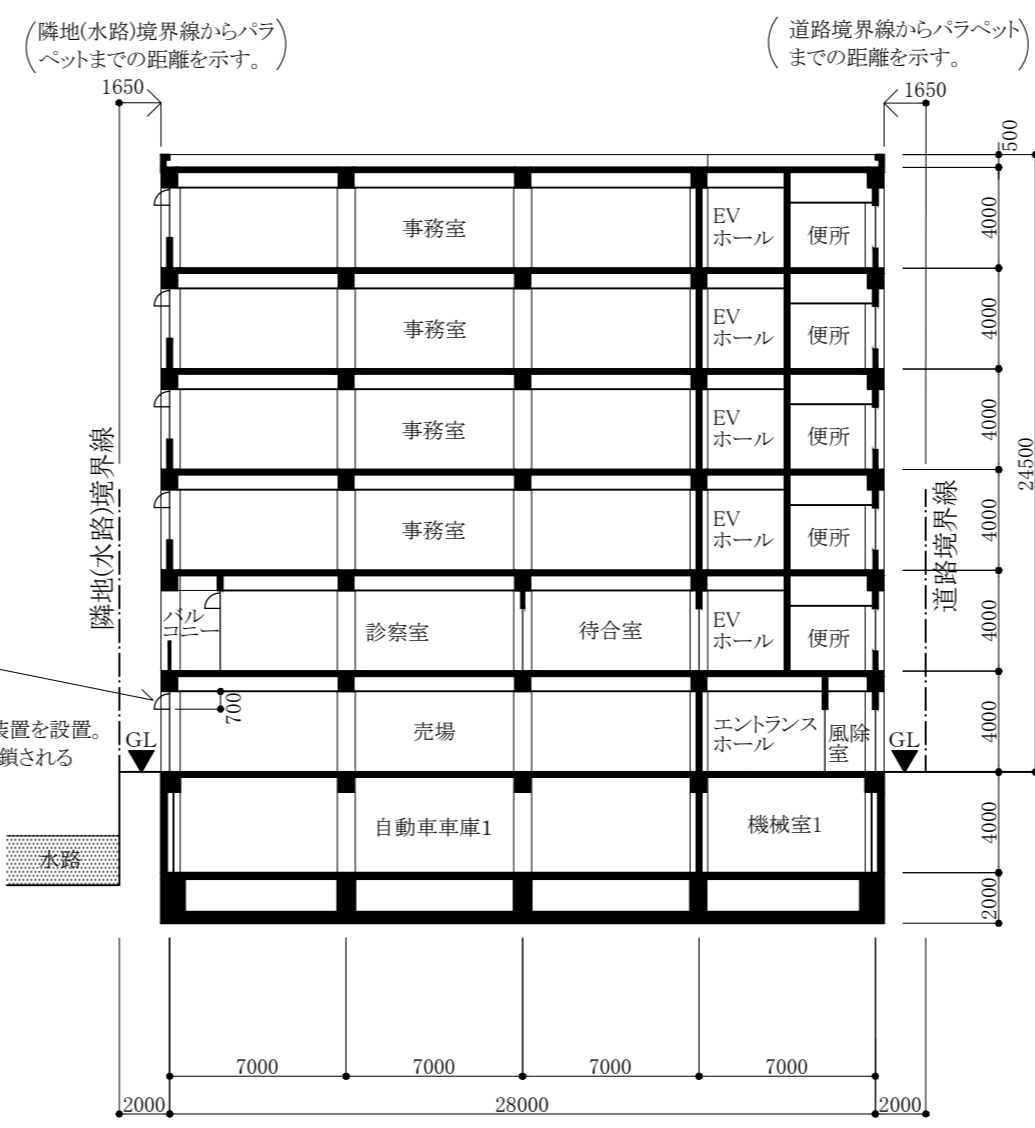 隣地(水路)境界線からパラ
ペットまでの距離を示す。
道路境界線からパラペット
までの距離を示す。
1650
1650
500
事務室
EV
ホール
便所
4000
事務室
EV
ホール
便所
4000
事務室
EV
ホール
便所
4000
24500
隣地(水路)境界線
道路境界線
事務室
EV
ホール
便所
4000
バル
コニー
診察室
待合室
EV
ホール
便所
4000
700
装置を設置。
鎖される
GL
売場
エントランス
ホール
風除
室
GL
4000
水路
自動車車庫1
機械室1
4000
2000
7000
7000
7000
7000
2000
28000
2000